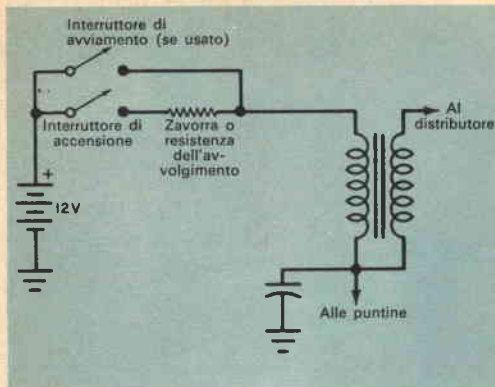 Interruttore di
avviamento (se usato)
Al
distributore
Interruttore di
accensione
Zavorra o
resistenza
dell'av-
volgimento
+
12V
Alle puntine